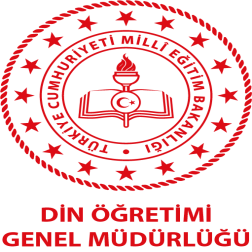 TÜRKİYE CUMHURİYETİ MİLLÎ EĞİTİM BAKANLIĞI
DİN ÖĞRETİMİ
GENEL MÜDÜRLÜĞÜ